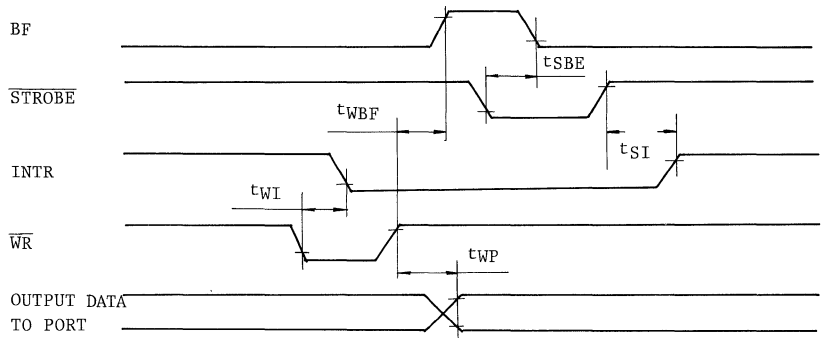 BF
tSBE
STROBE
tWBF
tSI
INTR
tWI
WR
tWP
OUTPUT DATA
TO PORT